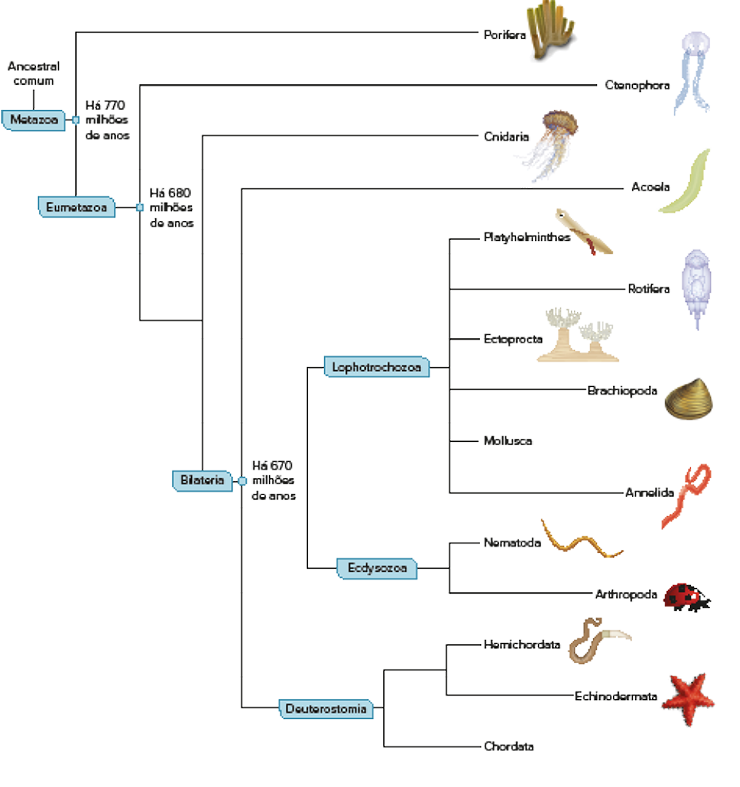 Porifera
Ancestral
comum
Ctenophora
Há 770
milhões
de anos
Metazoa
Cnidaria
Acoela
Há 680
milhões
de anos
Eumetazoa
Platyhelminthes
Rotifera
Ectoprocta
Lophotrochozoa
Brachiopoda
Mollusca
Há 670
milhões
de anos
Bilateria
Annelida
Nematoda
Ecdysozoa
Arthropoda
Hemichordata
Echinodermata
Deuterostomia
Chordata